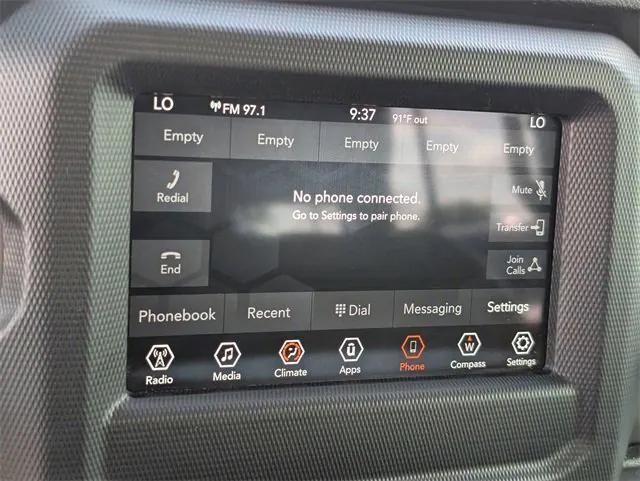 LO FM 97.1 9:37 91°F out LO
Empty Empty Empty Empty Empty
Redial
No phone connected.
Go to Settings to pair phone.
Mute
Transfer
End
Join
Calls
Phonebook Recent Dial Messaging Settings
W
Radio Media Climate Apps Phone Compass Settings